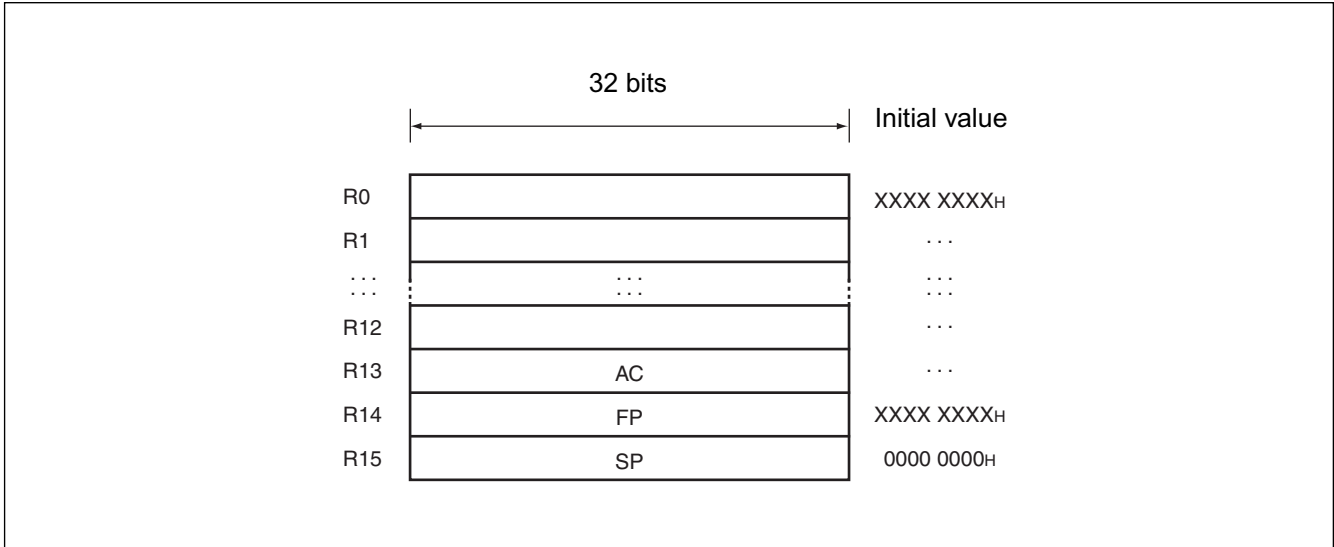 32 bits
Initial value
R0 XXXX XXXXH
R1 ...
... ... ...
... ... ...
R12 ...
R13 AC ...
R14 FP XXXX XXXXH
R15 SP 0000 0000H